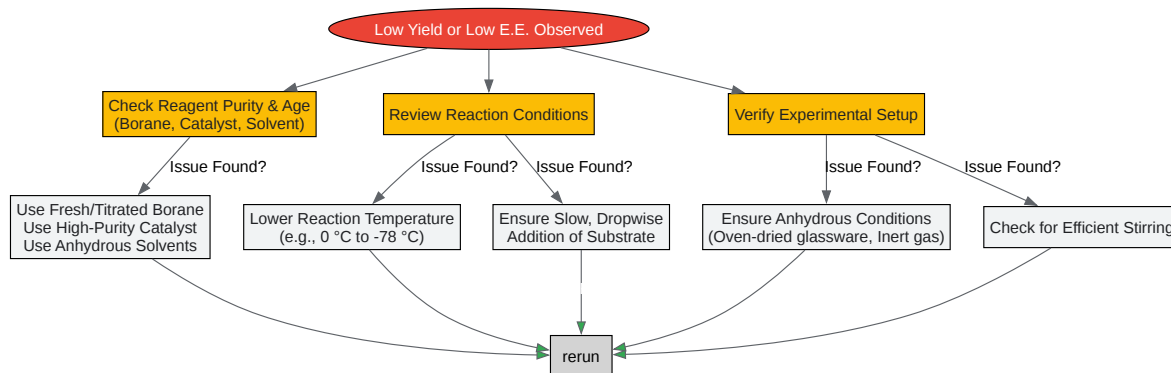 Low Yield or Low E.E. Observed
Check Reagent Purity & Age
(Borane, Catalyst, Solvent)
Review Reaction Conditions
Verify Experimental Setup
Issue Found?
Issue Found?
Issue Found?
Issue Found?
Issue Found?
Use Fresh/Titrated Borane
Use High-Purity Catalyst
Use Anhydrous Solvents
Lower Reaction Temperature
(e.g., 0 °C to -78 °C)
Ensure Slow, Dropwise
Addition of Substrate
Ensure Anhydrous Conditions
(Oven-dried glassware, Inert gas)
Check for Efficient Stirring
rerun